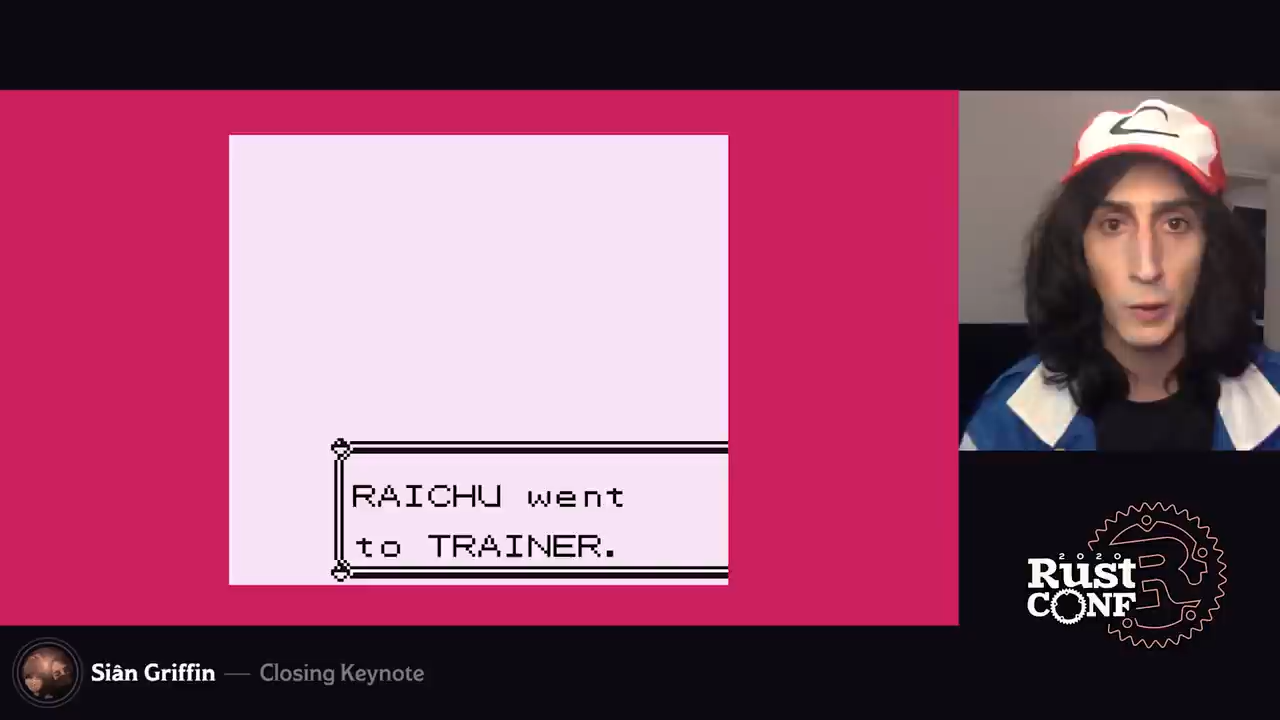 RAICHU went
to TRAINER.
2020
Rust
CONF
R
Siân Griffin — Closing Keynote